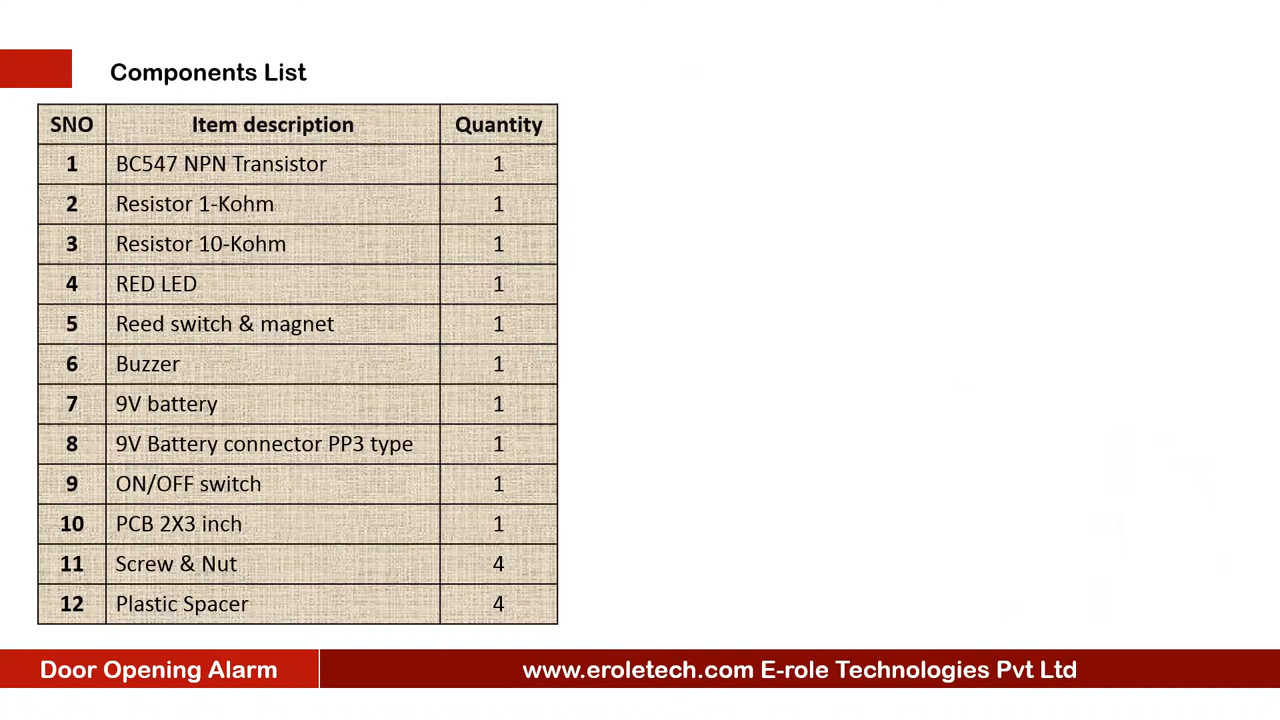 Components List
SNO Item description Quantity
1 BC547 NPN Transistor 1
2 Resistor 1-Kohm 1
3 Resistor 10-Kohm 1
4 RED LED 1
5 Reed switch & magnet 1
6 Buzzer 1
7 9V battery 1
8 9V Battery connector PP3 type 1
9 ON/OFF switch 1
10 PCB 2X3 inch 1
11 Screw & Nut 4
12 Plastic Spacer 4
Door Opening Alarm www.eroletech.com E-role Technologies Pvt Ltd